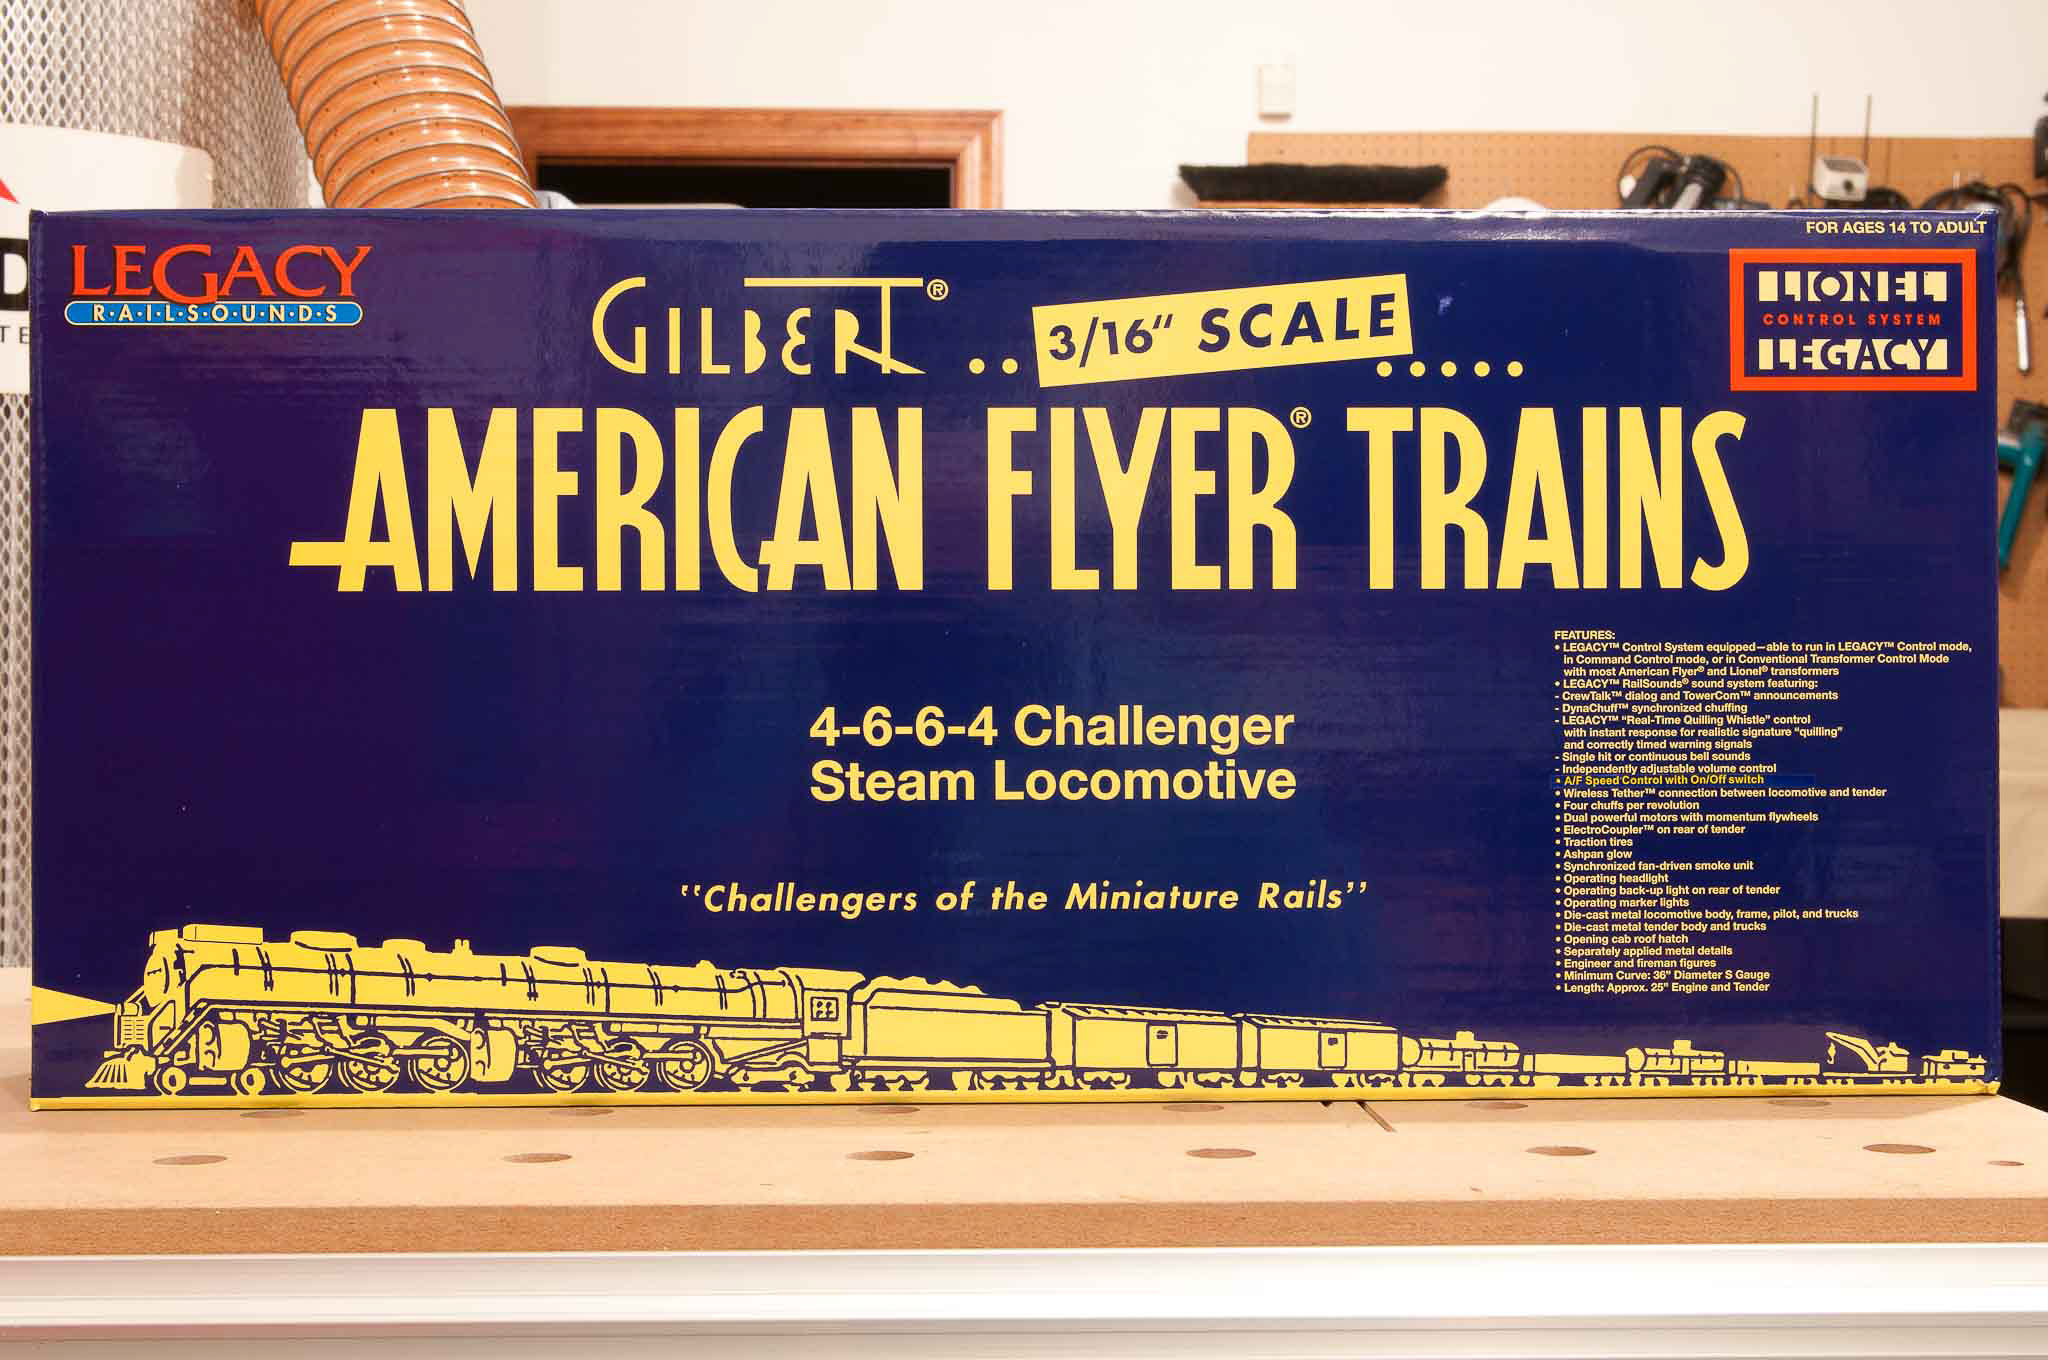 FOR AGES 14 TO ADULT
LEGACY
R·A·I·L·S·O·U·N·D·S
GILBERT® ..3/16" SCALE.....
LIONEL
CONTROL SYSTEM
LEGACY
AMERICAN FLYER® TRAINS
4-6-6-4 Challenger
Steam Locomotive
"Challengers of the Miniature Rails"
FEATURES:
• LEGACY™ Control System equipped—able to run in LEGACY™ Control mode,
in Command Control mode, or in Conventional Transformer Control Mode
with most American Flyer® and Lionel® transformers
• LEGACY™ RailSounds® sound system featuring:
- CrewTalk™ dialog and TowerCom™ announcements
- DynaChuff™ synchronized chuffing
- LEGACY™ "Real-Time Quilling Whistle" control
with instant response for realistic signature "quilling"
and correctly timed warning signals
- Single hit or continuous bell sounds
- Independently adjustable volume control
• A/F Speed Control with On/Off switch
• Wireless Tether™ connection between locomotive and tender
• Four chuffs per revolution
• Dual powerful motors with momentum flywheels
• ElectroCoupler™ on rear of tender
• Traction tires
• Ashpan glow
• Synchronized fan-driven smoke unit
• Operating headlight
• Operating back-up light on rear of tender
• Operating marker lights
• Die-cast metal locomotive body, frame, pilot, and trucks
• Die-cast metal tender body and trucks
• Opening cab roof hatch
• Separately applied metal details
• Engineer and fireman figures
• Minimum Curve: 36" Diameter S Gauge
• Length: Approx. 25" Engine and Tender